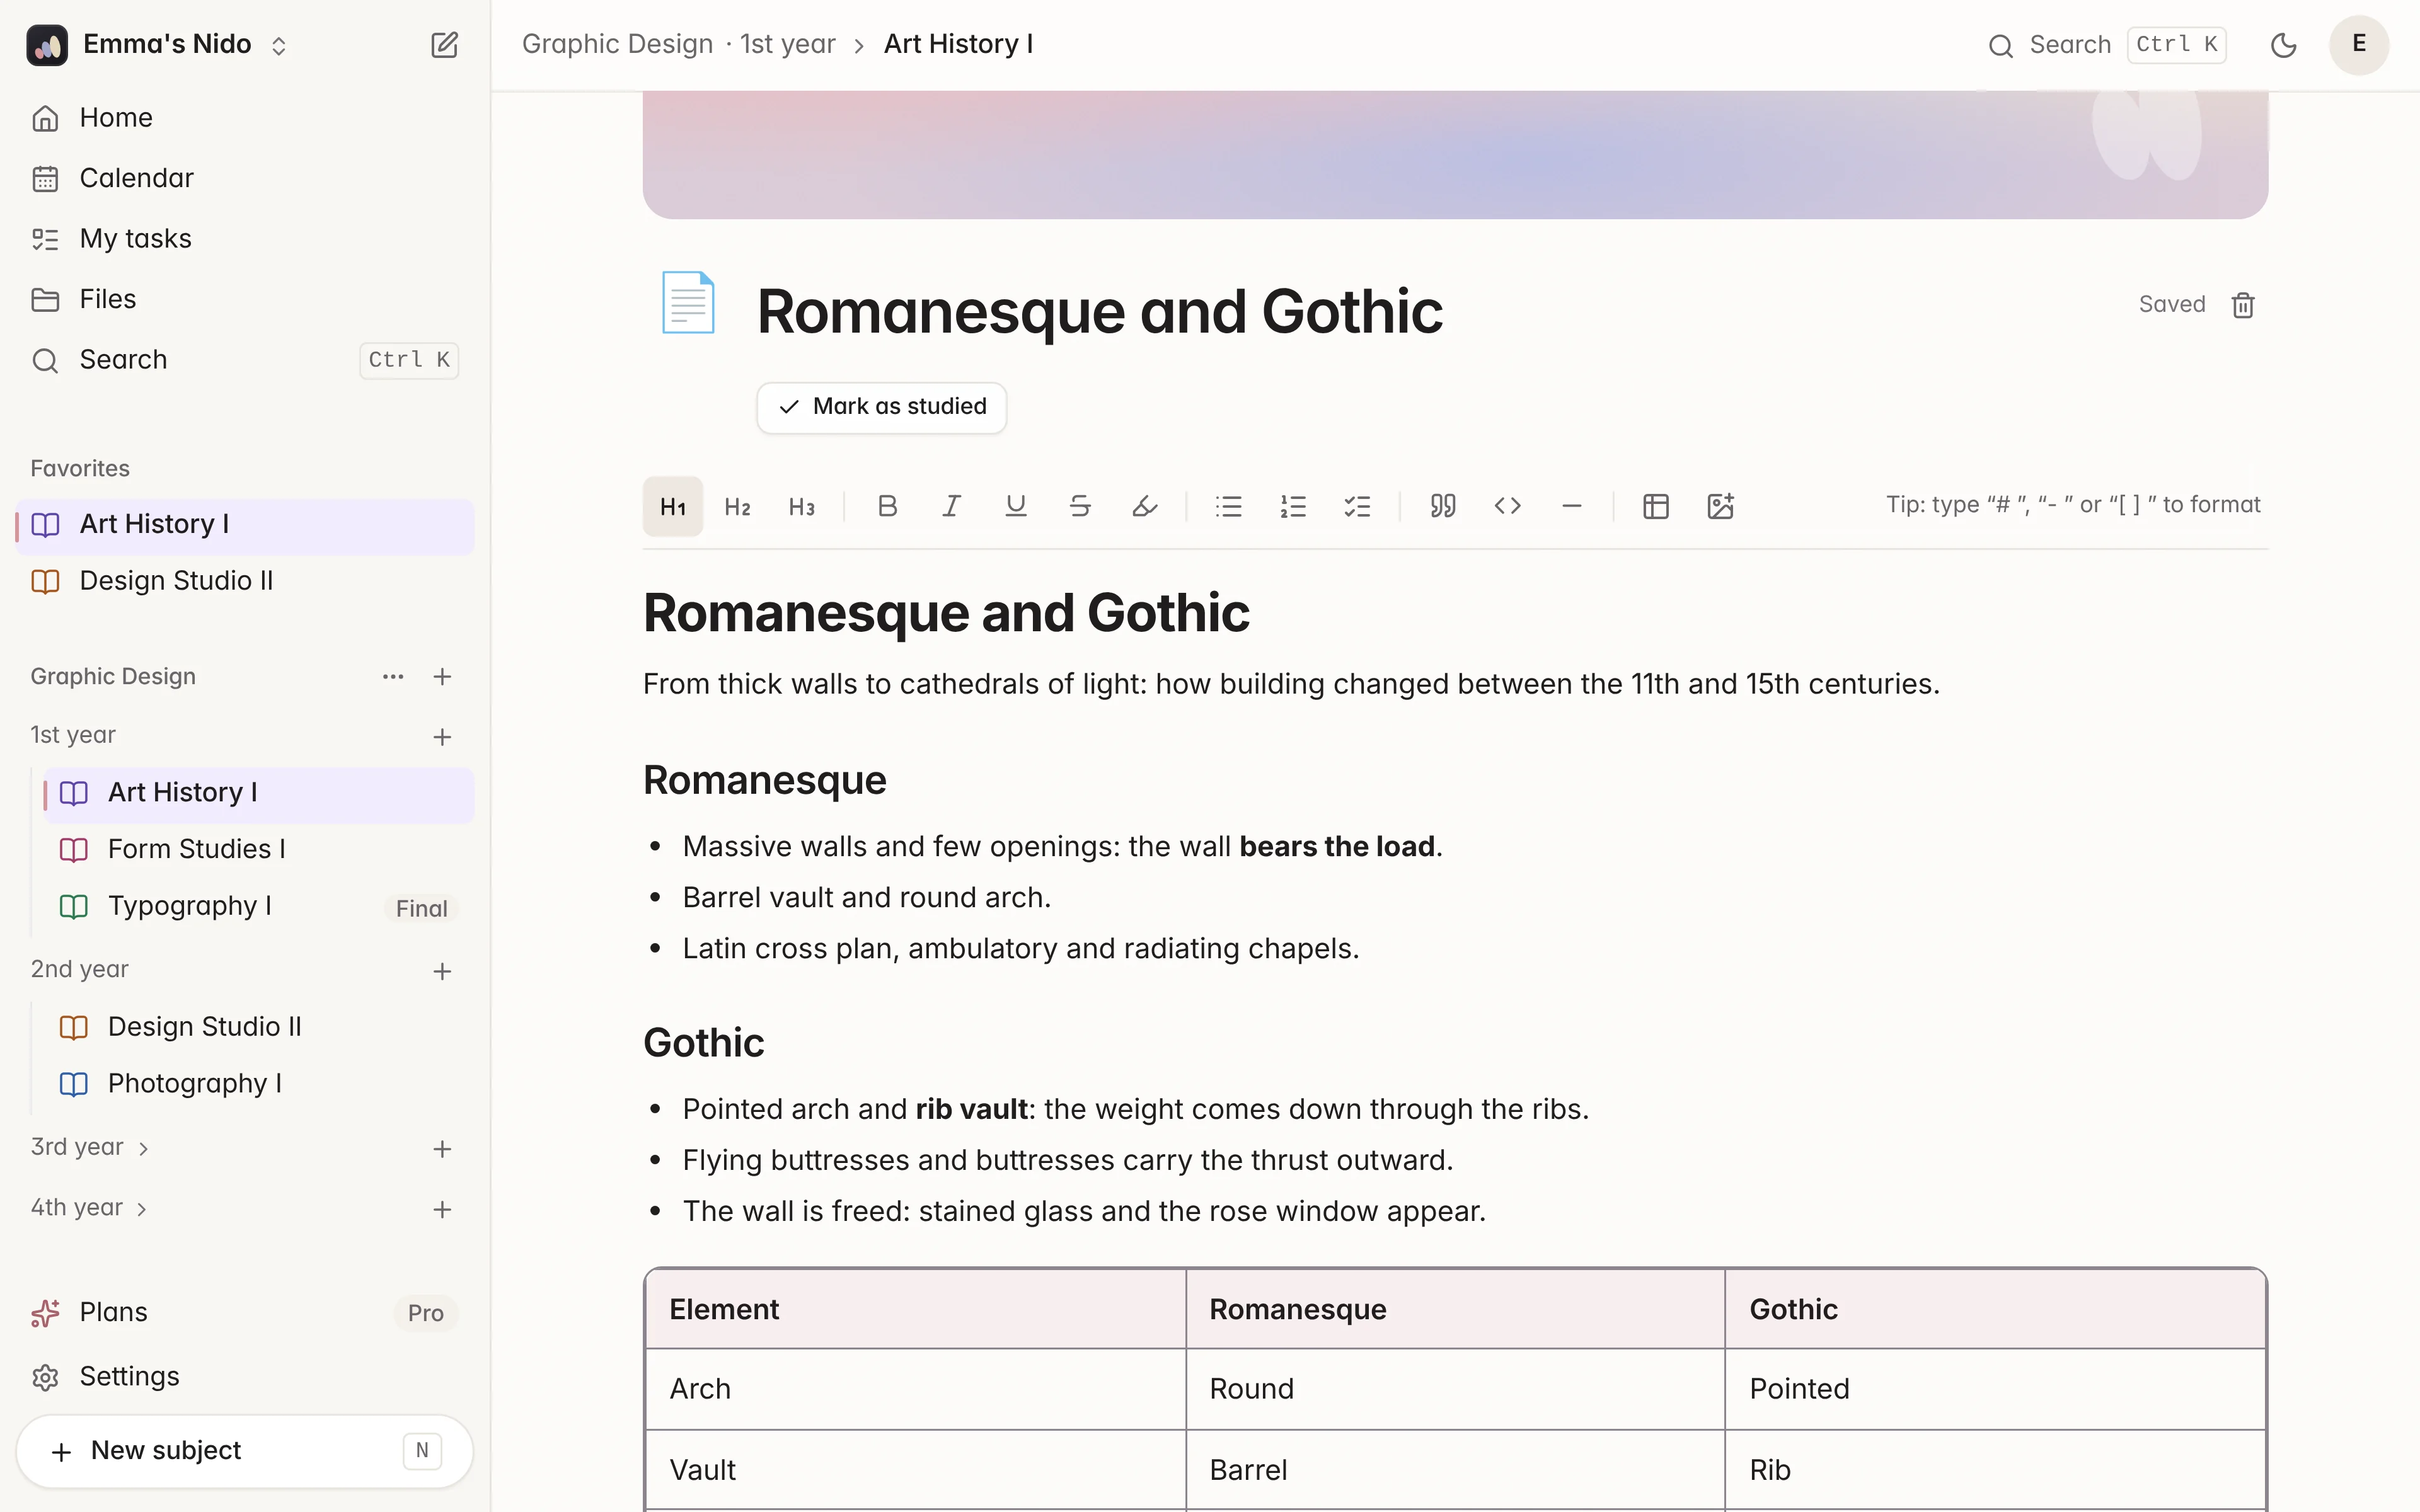 Emma's Nido
Home
Calendar
My tasks
Files
Search Ctrl K
Favorites
Art History I
Design Studio II
Graphic Design
1st year
Art History I
Form Studies I
Typography I Final
2nd year
Design Studio II
Photography I
3rd year
4th year
Plans Pro
Settings
New subject N
Graphic Design · 1st year > Art History I
Search Ctrl K
E
Romanesque and Gothic
Saved
Mark as studied
H1 H2 H3 B I U S
Tip: type “# ”, “- ” or “[ ] ” to format
Romanesque and Gothic
From thick walls to cathedrals of light: how building changed between the 11th and 15th centuries.
Romanesque
• Massive walls and few openings: the wall bears the load.
• Barrel vault and round arch.
• Latin cross plan, ambulatory and radiating chapels.
Gothic
• Pointed arch and rib vault: the weight comes down through the ribs.
• Flying buttresses and buttresses carry the thrust outward.
• The wall is freed: stained glass and the rose window appear.
Element Romanesque Gothic
Arch Round Pointed
Vault Barrel Rib